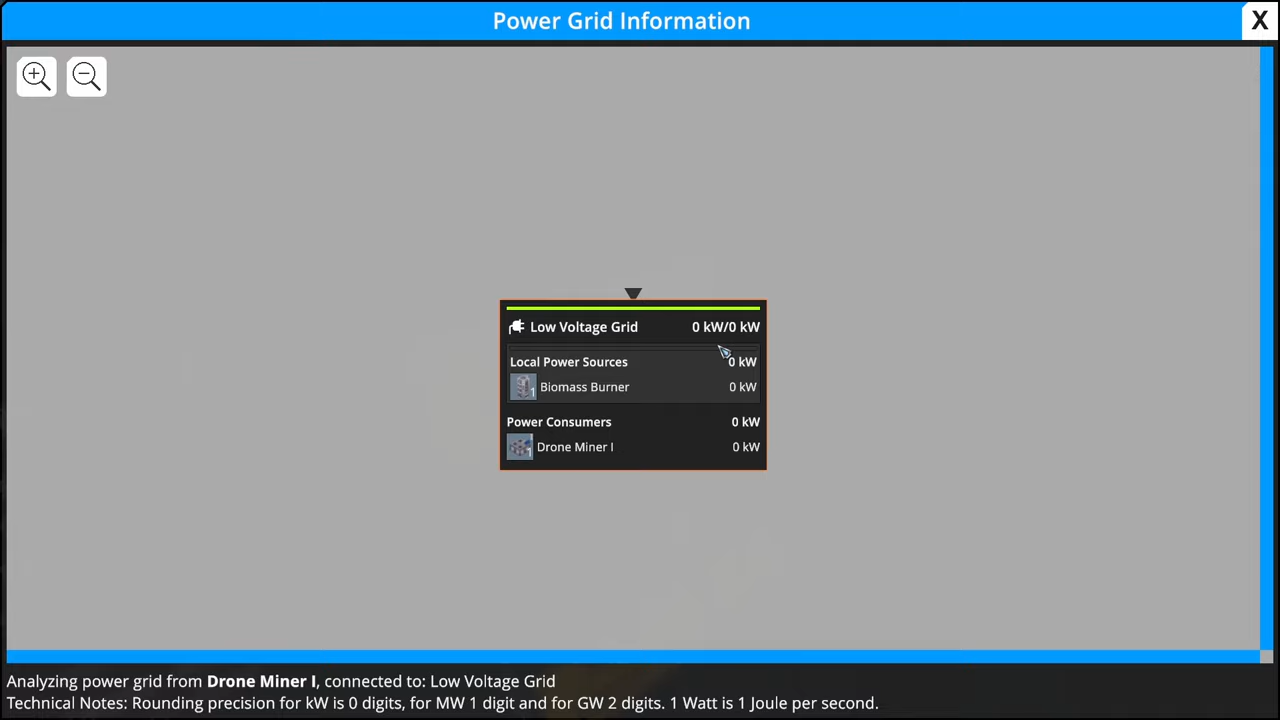 Power Grid Information
X
Low Voltage Grid 0 kW/0 kW
Local Power Sources 0 kW
1 Biomass Burner 0 kW
Power Consumers 0 kW
1 Drone Miner I 0 kW
Analyzing power grid from Drone Miner I, connected to: Low Voltage Grid
Technical Notes: Rounding precision for kW is 0 digits, for MW 1 digit and for GW 2 digits. 1 Watt is 1 Joule per second.